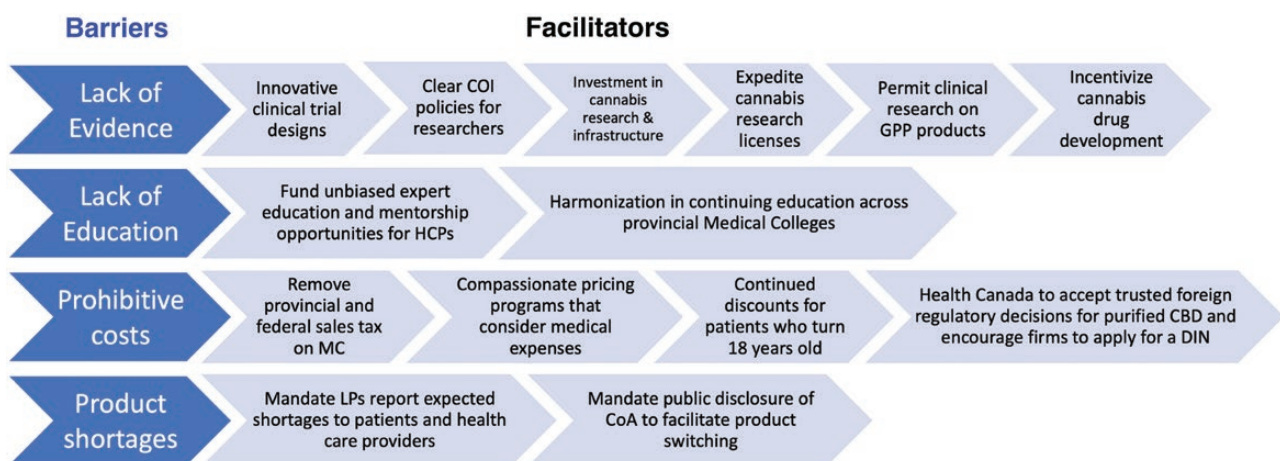 Barriers
Facilitators
Lack of
Evidence
Innovative
clinical trial
designs
Clear COI
policies for
researchers
Investment in
cannabis
research &
infrastructure
Expedite
cannabis
research
licenses
Permit clinical
research on
GPP products
Incentivize
cannabis
drug
development
Lack of
Education
Fund unbiased expert
education and mentorship
opportunities for HCPs
Harmonization in continuing education across
provincial Medical Colleges
Prohibitive
costs
Remove
provincial and
federal sales tax
on MC
Compassionate pricing
programs that
consider medical
expenses
Continued
discounts for
patients who turn
18 years old
Health Canada to accept trusted foreign
regulatory decisions for purified CBD and
encourage firms to apply for a DIN
Product
shortages
Mandate LPs report expected
shortages to patients and health
care providers
Mandate public disclosure of
CoA to facilitate product
switching